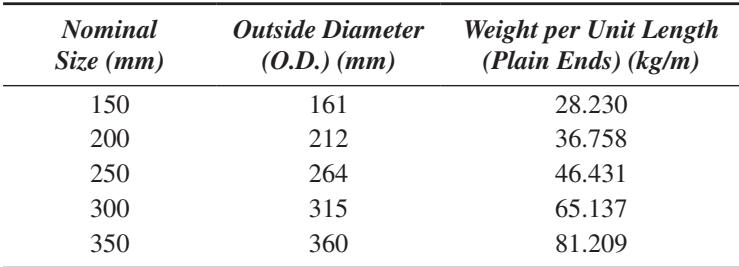 Nominal Outside Diameter Weight per Unit Length
Size (mm) (O.D.) (mm) (Plain Ends) (kg/m)
150 161 28.230
200 212 36.758
250 264 46.431
300 315 65.137
350 360 81.209